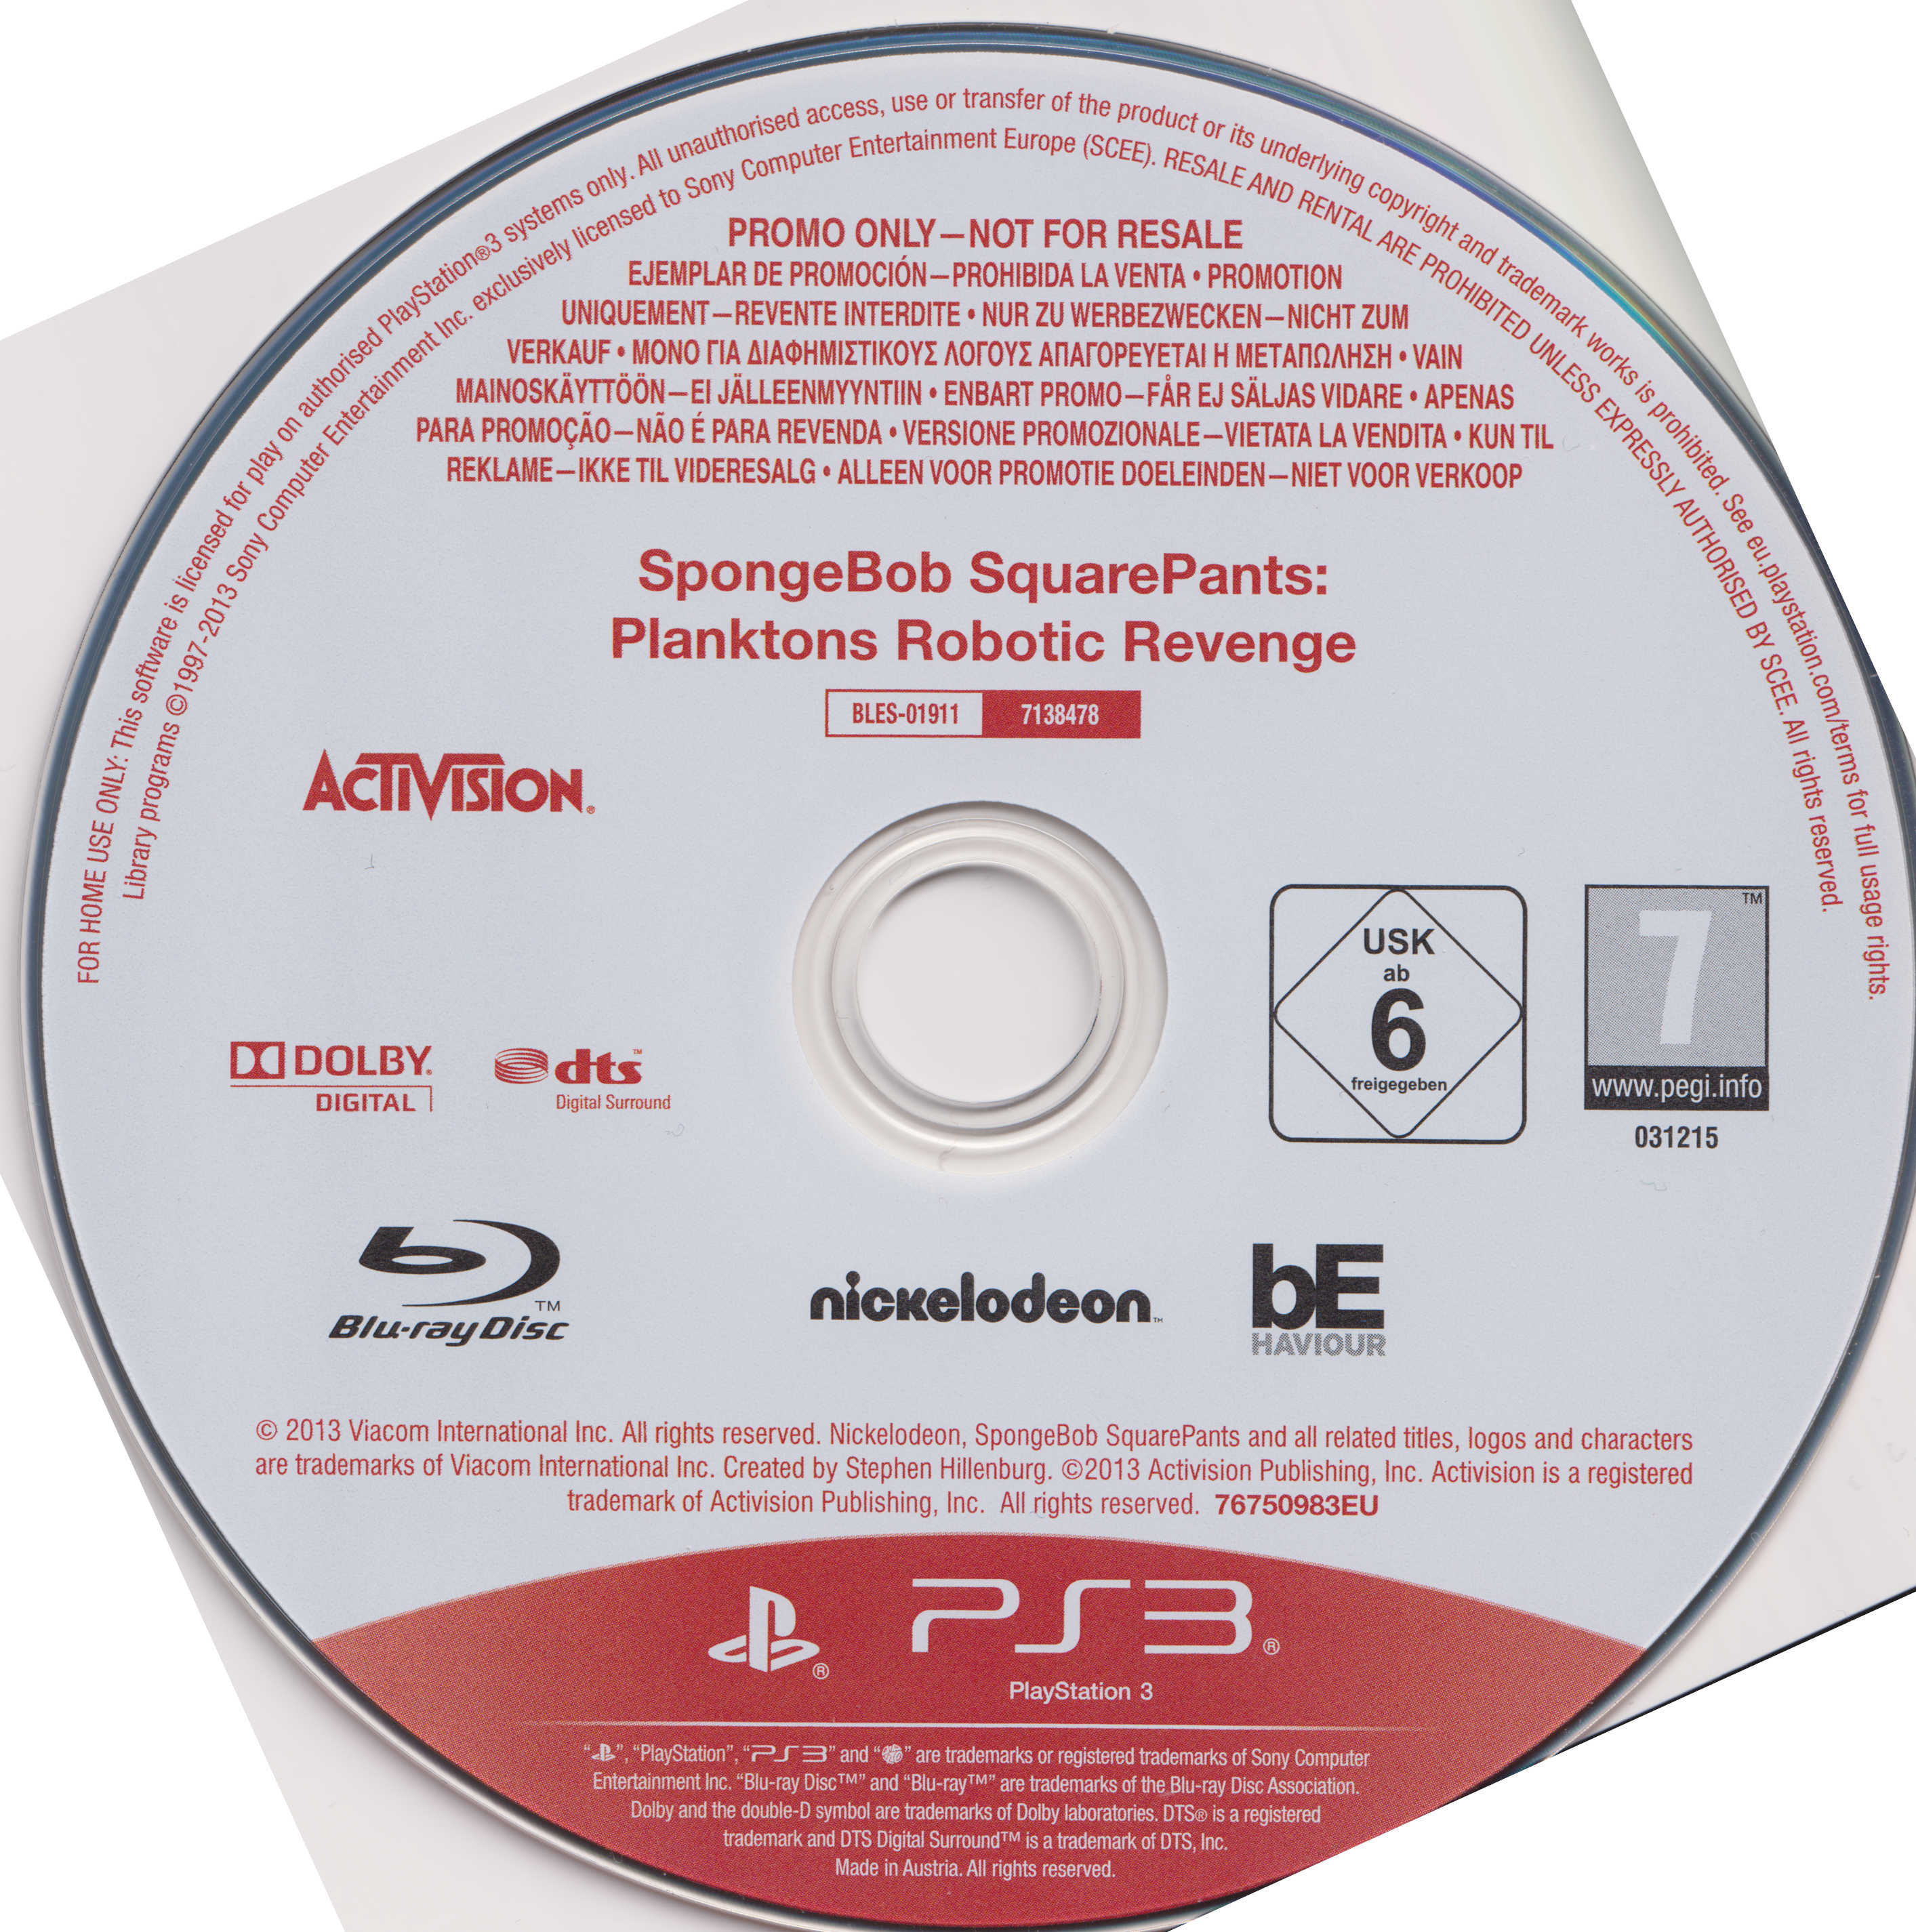 FOR HOME USE ONLY: This software is licensed for play on authorised PlayStation®3 systems only. All unauthorised access, use or transfer of the product or its underlying copyright and trademark works is prohibited. See eu.playstation.com/terms for full usage rights.
Library programs ©1997-2013 Sony Computer Entertainment Inc. exclusively licensed to Sony Computer Entertainment Europe (SCEE). RESALE AND RENTAL ARE PROHIBITED UNLESS EXPRESSLY AUTHORISED BY SCEE. All rights reserved.
PROMO ONLY—NOT FOR RESALE
EJEMPLAR DE PROMOCIÓN—PROHIBIDA LA VENTA • PROMOTION
UNIQUEMENT—REVENTE INTERDITE • NUR ZU WERBEZWECKEN—NICHT ZUM
VERKAUF • ΜΟΝΟ ΓΙΑ ΔΙΑΦΗΜΙΣΤΙΚΟΥΣ ΛΟΓΟΥΣ ΑΠΑΓΟΡΕΥΕΤΑΙ Η ΜΕΤΑΠΩΛΗΣΗ • VAIN
MAINOSKÄYTTÖÖN—EI JÄLLEENMYYNTIIN • ENBART PROMO—FÅR EJ SÄLJAS VIDARE • APENAS
PARA PROMOÇÃO—NÃO É PARA REVENDA • VERSIONE PROMOZIONALE—VIETATA LA VENDITA • KUN TIL
REKLAME—IKKE TIL VIDERESALG • ALLEEN VOOR PROMOTIE DOELEINDEN—NIET VOOR VERKOOP
SpongeBob SquarePants:
Planktons Robotic Revenge
BLES-01911 7138478
ACTIVISION®
USK
ab
6
freigegeben
7 TM
www.pegi.info
031215
DOLBY®
DIGITAL
dts™
Digital Surround
Blu-ray Disc™
nickelodeon™
bE
HAVIOUR
© 2013 Viacom International Inc. All rights reserved. Nickelodeon, SpongeBob SquarePants and all related titles, logos and characters
are trademarks of Viacom International Inc. Created by Stephen Hillenburg. ©2013 Activision Publishing, Inc. Activision is a registered
trademark of Activision Publishing, Inc. All rights reserved. 76750983EU
PS3®
®
PlayStation 3
“ ”, “PlayStation”, “PS3” and “ ” are trademarks or registered trademarks of Sony Computer
Entertainment Inc. “Blu-ray Disc™” and “Blu-ray™” are trademarks of the Blu-ray Disc Association.
Dolby and the double-D symbol are trademarks of Dolby laboratories. DTS® is a registered
trademark and DTS Digital Surround™ is a trademark of DTS, Inc.
Made in Austria. All rights reserved.